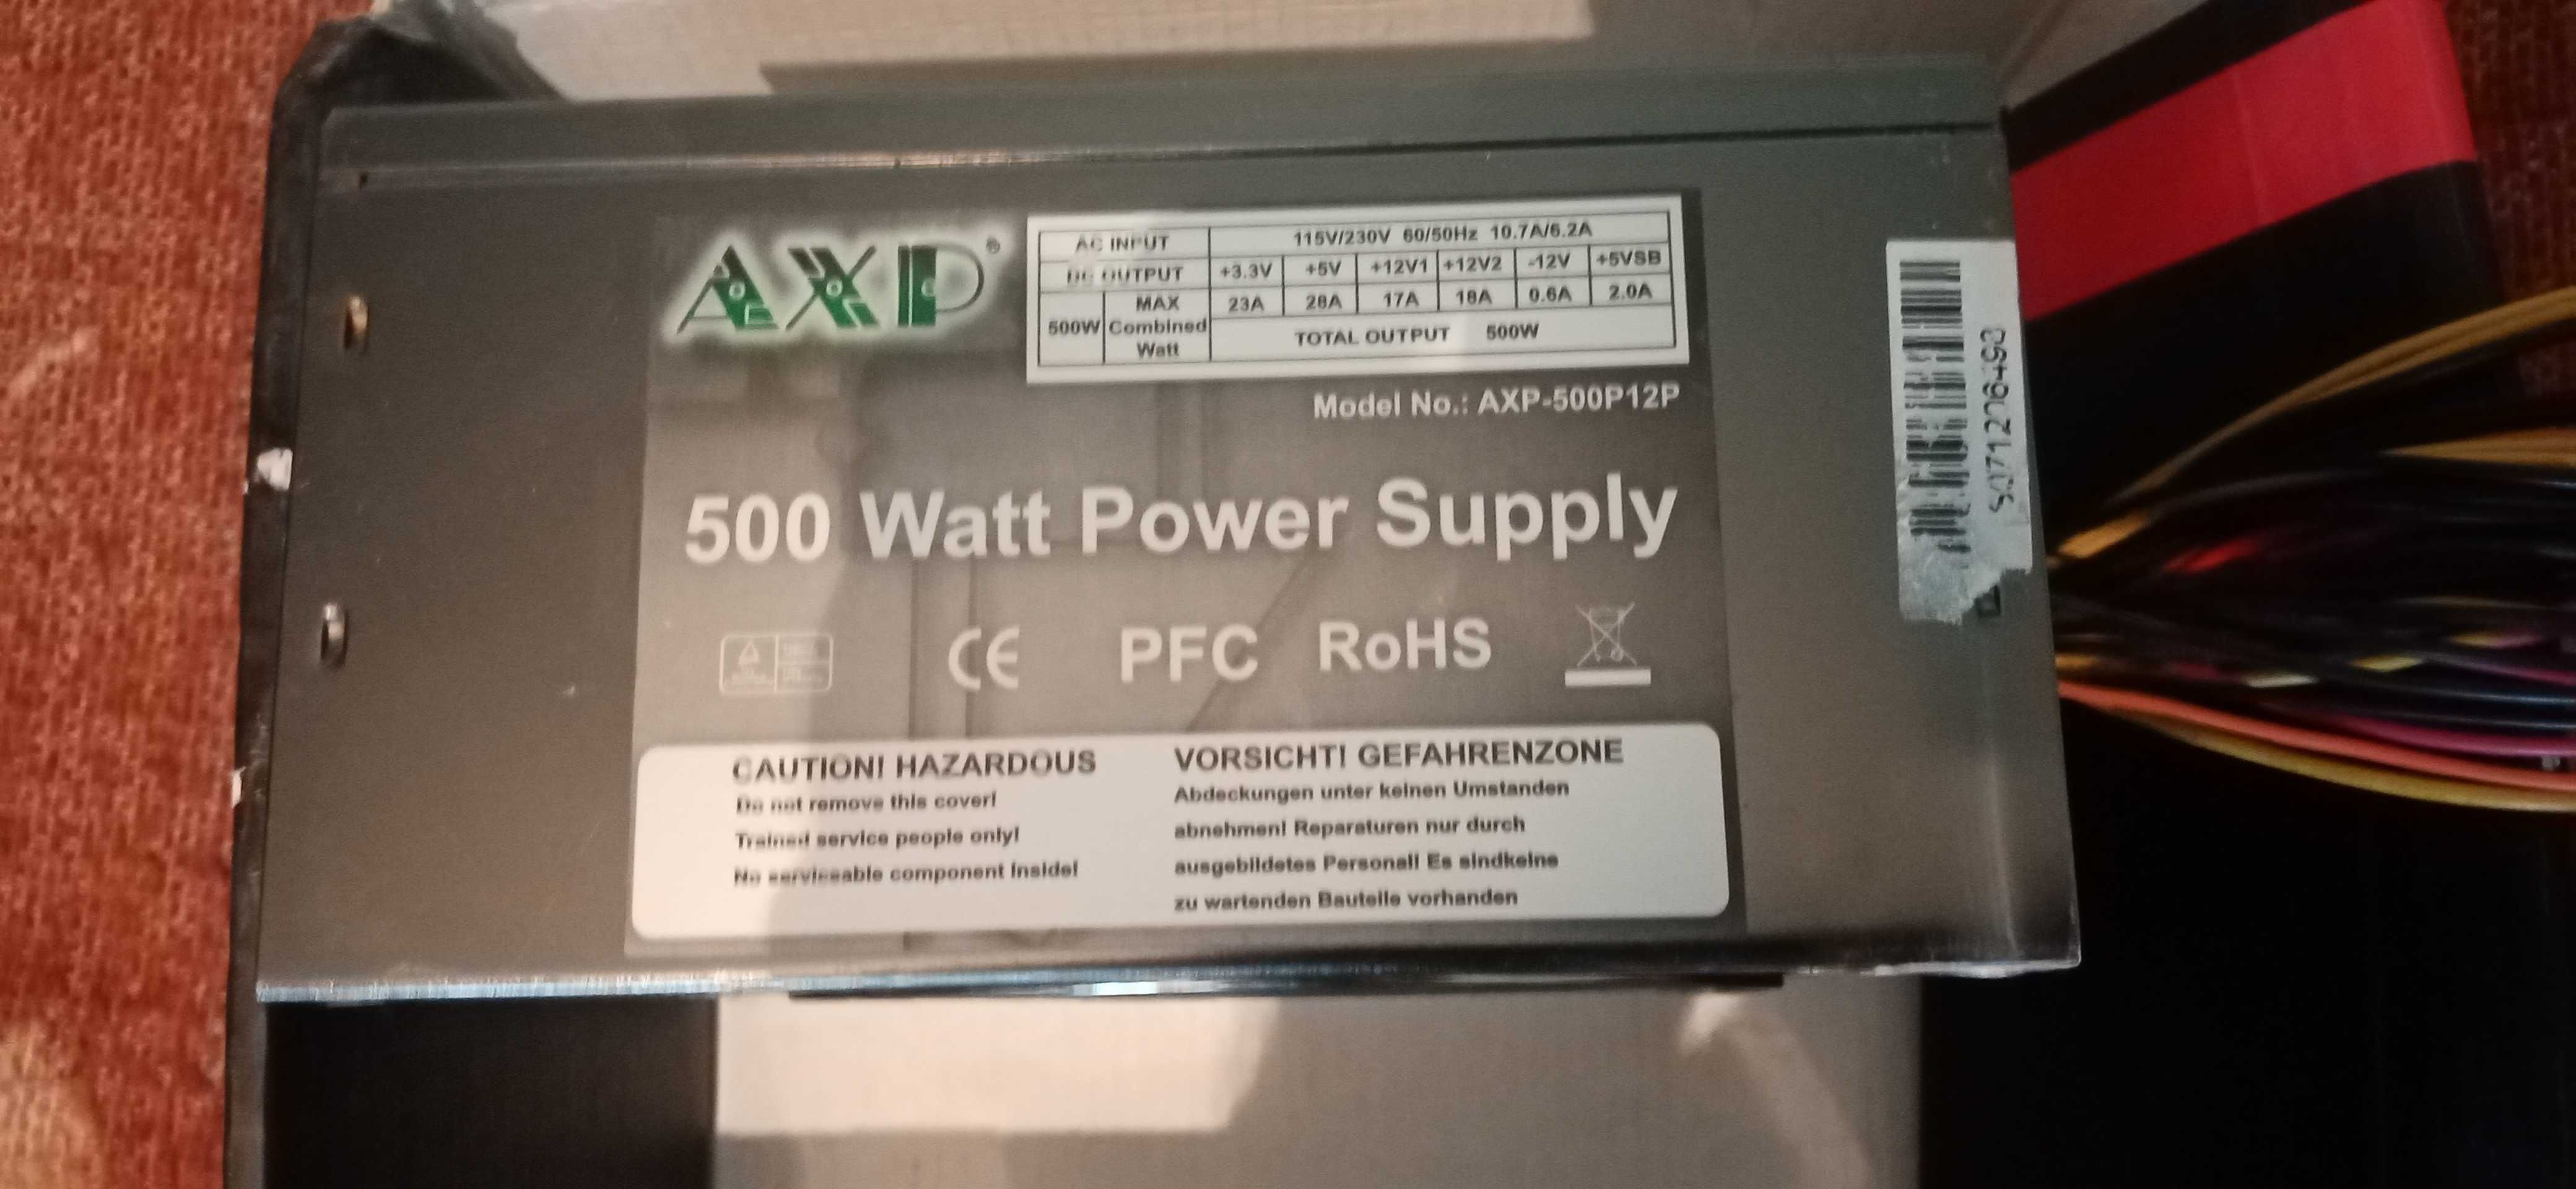 AXP®
AC INPUT 115V/230V 60/50Hz 10.7A/6.2A
DC OUTPUT +3.3V +5V +12V1 +12V2 -12V +5VSB
500W MAX Combined Watt 23A 28A 17A 18A 0.6A 2.0A
TOTAL OUTPUT 500W
Model No.: AXP-500P12P
500 Watt Power Supply
CE PFC RoHS
CAUTION! HAZARDOUS
Do not remove this cover!
Trained service people only!
No serviceable component inside!
VORSICHT! GEFAHRENZONE
Abdeckungen unter keinen Umstanden
abnehmen! Reparaturen nur durch
ausgebildetes Personal! Es sindkeine
zu wartenden Bauteile vorhanden